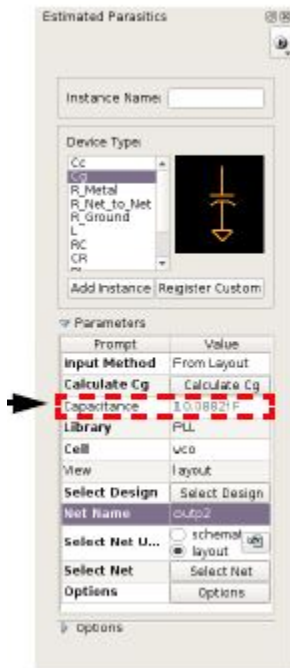 Estimated Parasitics
Instance Name:
Device Type:
Cc
Cg
R_Metal
R_Net_to_Net
R_Ground
L
RC
CR
Add Instance Register Custom
Parameters
Prompt Value
Input Method From Layout
Calculate Cg Calculate Cg
Capacitance
Library PLL
Cell vco
View layout
Select Design Select Design
Net Name outp2
Select Net U... schemat
layout
Select Net Select Net
Options Options
Options